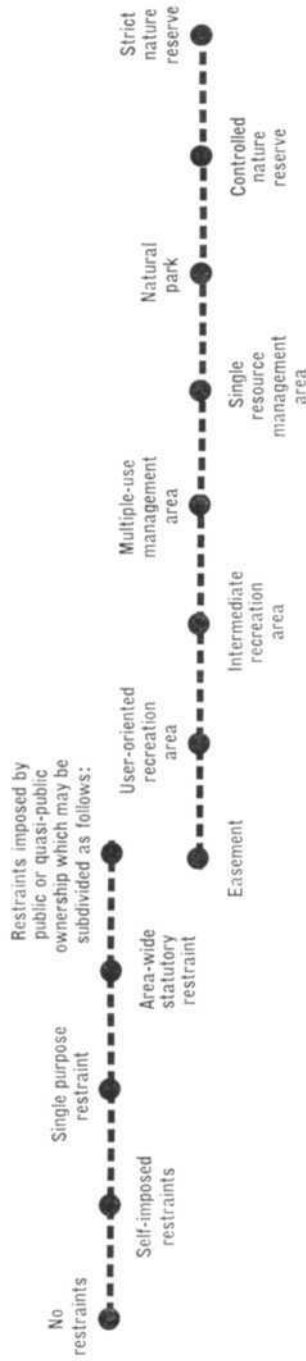 No
restraints
Self-imposed
restraints
Single purpose
restraint
Area-wide
statutory
restraint
Restraints imposed by
public or quasi-public
ownership which may be
subdivided as follows:
Easement
User-oriented
recreation
area
Intermediate
recreation
area
Multiple-use
management
area
Single
resource
management
area
Natural
park
Controlled
nature
reserve
Strict
nature
reserve